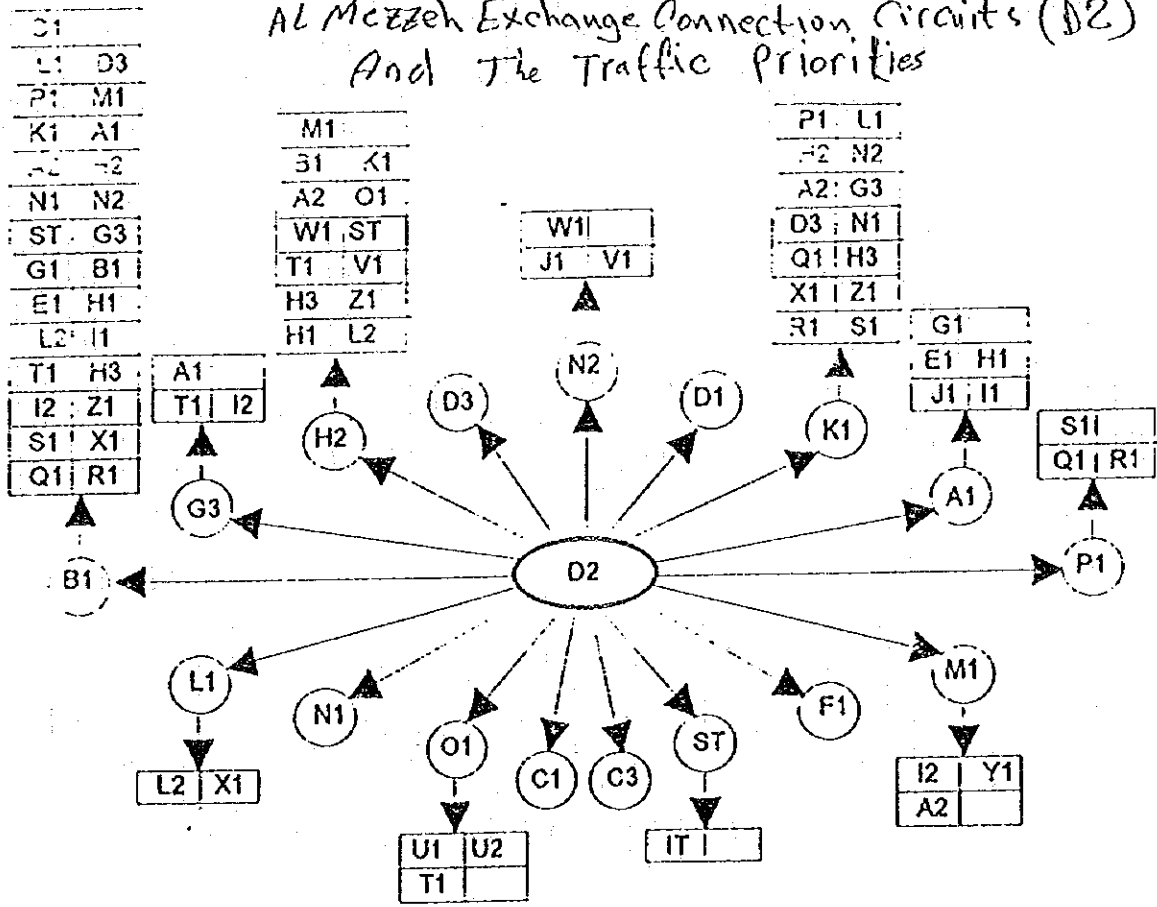 AL Mezzeh Exchange Connection Circuits (D2)
And The Traffic Priorities
L1 D3
P1 M1
K1 A1
N1 N2
ST G3
G1 B1
E1 H1
L2 I1
T1 H3
I2 Z1
S1 X1
Q1 R1
B1
A1
T1 I2
G3
M1
B1 K1
A2 O1
W1 ST
T1 V1
H3 Z1
H1 L2
H2
D3
W1
J1 V1
N2
D1
P1 L1
H2 N2
A2 G3
D3 N1
Q1 H3
X1 Z1
R1 S1
K1
G1
E1 H1
J1 I1
A1
S1
Q1 R1
P1
D2
L1
L2 X1
N1
O1
U1 U2
T1
C1
C3
ST
IT
F1
M1
I2 Y1
A2